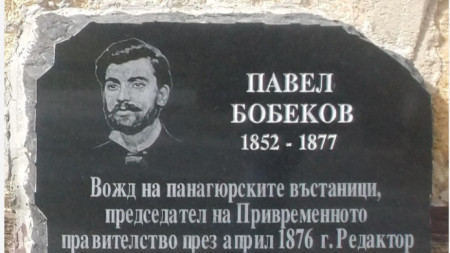 ПАВЕЛ
БОБЕКОВ
1852 - 1877
Вожд на панагюрските въстаници,
председател на Привременното
правителство през април 1876 г. Редактор